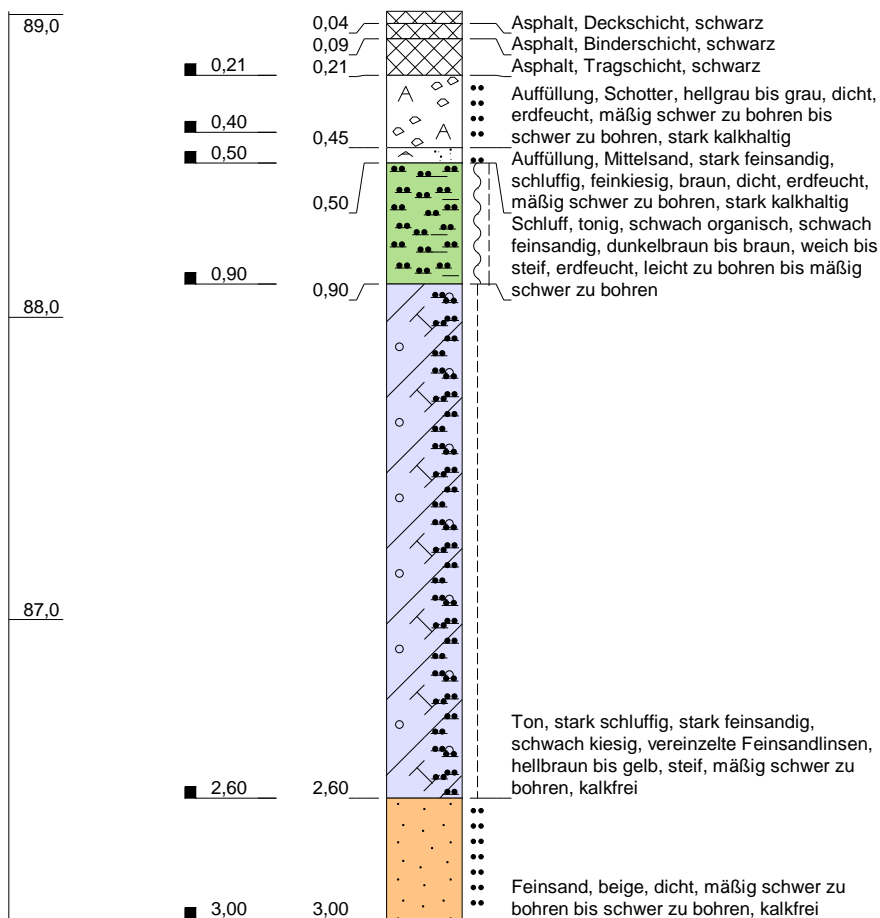 89,0
0,04 Asphalt, Deckschicht, schwarz
0,09 Asphalt, Binderschicht, schwarz
0,21 0,21 Asphalt, Tragschicht, schwarz
Auffüllung, Schotter, hellgrau bis grau, dicht,
erdfeucht, mäßig schwer zu bohren bis
schwer zu bohren, stark kalkhaltig
0,40 0,45
0,50
Auffüllung, Mittelsand, stark feinsandig,
schluffig, feinkiesig, braun, dicht, erdfeucht,
mäßig schwer zu bohren, stark kalkhaltig
0,50
Schluff, tonig, schwach organisch, schwach
feinsandig, dunkelbraun bis braun, weich bis
steif, erdfeucht, leicht zu bohren bis mäßig
schwer zu bohren
0,90 0,90
88,0
87,0
Ton, stark schluffig, stark feinsandig,
schwach kiesig, vereinzelte Feinsandlinsen,
hellbraun bis gelb, steif, mäßig schwer zu
bohren, kalkfrei
2,60 2,60
Feinsand, beige, dicht, mäßig schwer zu
bohren bis schwer zu bohren, kalkfrei
3,00 3,00